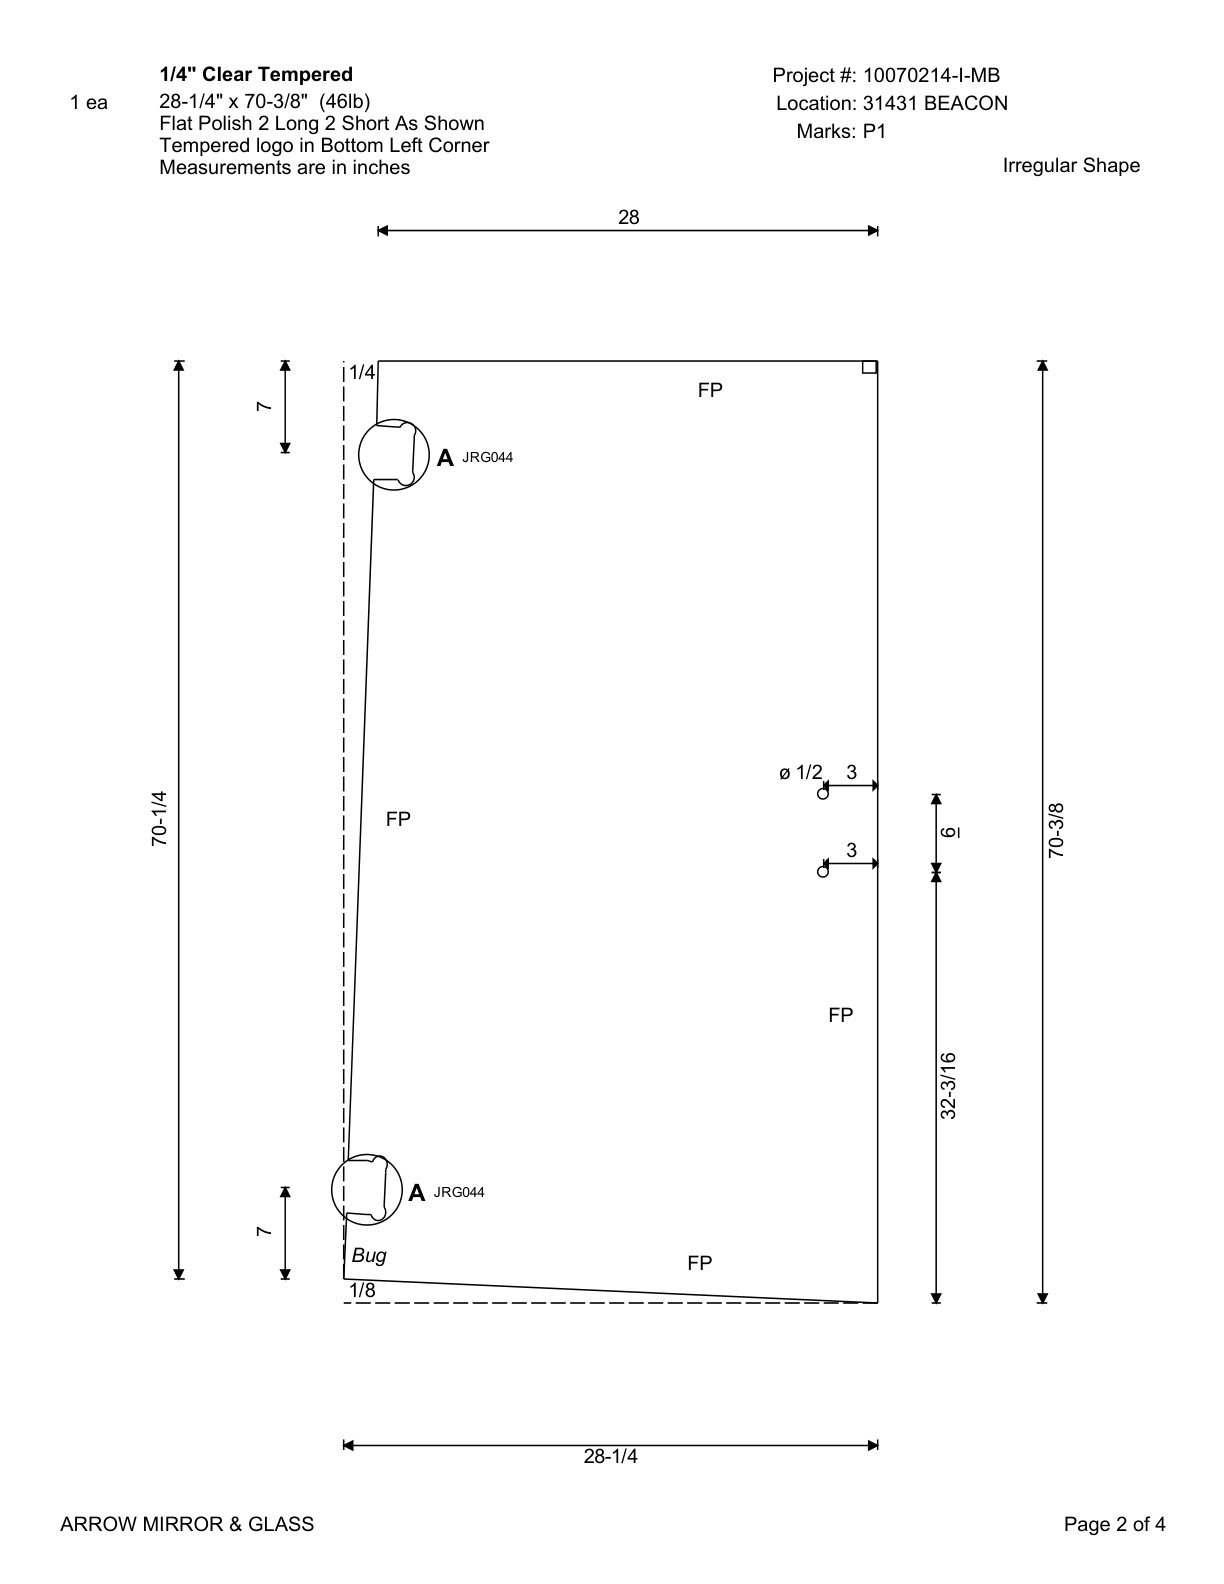 1/4" Clear Tempered
1 ea
28-1/4" x 70-3/8" (46lb)
Flat Polish 2 Long 2 Short As Shown
Tempered logo in Bottom Left Corner
Measurements are in inches
Project #: 10070214-I-MB
Location: 31431 BEACON
Marks: P1
Irregular Shape
28
1/4
FP
7
A JRG044
ø 1/2
3
6
70-1/4
FP
70-3/8
3
FP
32-3/16
A JRG044
7
Bug
FP
1/8
28-1/4
ARROW MIRROR & GLASS
Page 2 of 4